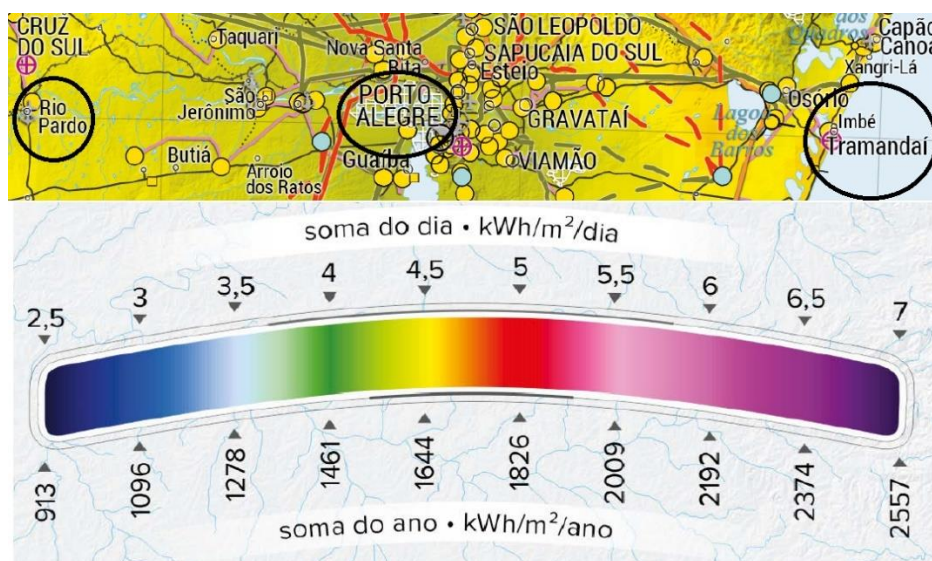 CRUZ
DO SUL
Taquari
Nova Santa
Rita
SÃO LEOPOLDO
SAPUCAIA DO SUL
Esteio
dos
Quadros
Capão
Canoa
Xangri-Lá
Rio
Pardo
São
Jerônimo
PORTO
ALEGRE
GRAVATAÍ
Lagoa
dos
Barros
Osório
Imbé
Tramandaí
Butiá
Arroio
dos Ratos
Guaíba
VIAMÃO
soma do dia • kWh/m²/dia
2,5 3 3,5 4 4,5 5 5,5 6 6,5 7
913 1096 1278 1461 1644 1826 2009 2192 2374 2557
soma do ano • kWh/m²/ano